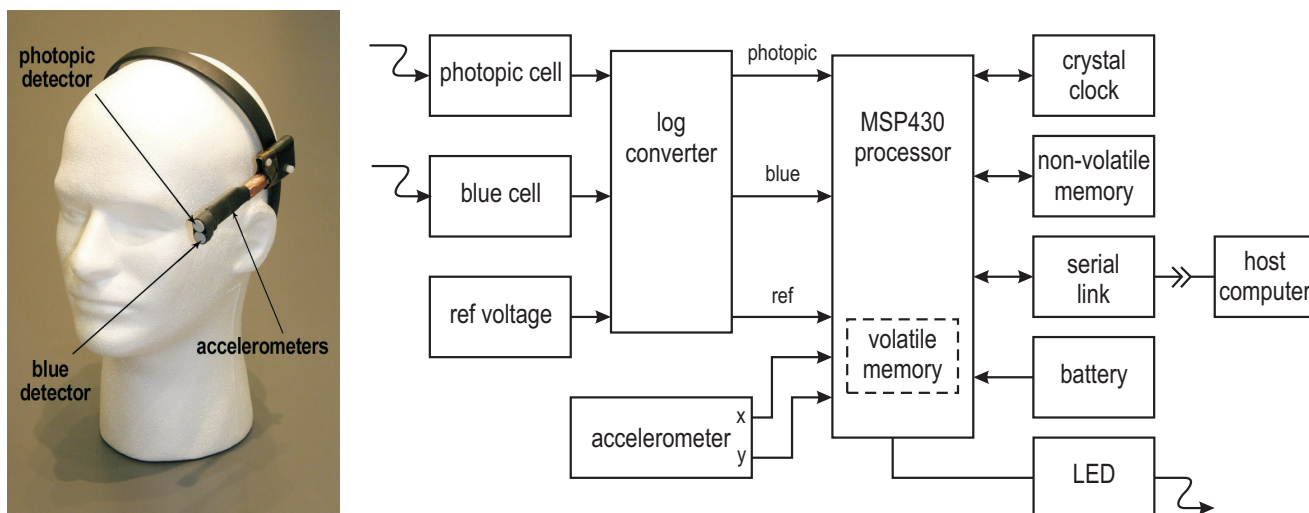 photopic
detector
accelerometers
blue
detector
photopic cell
blue cell
ref voltage
log
converter
photopic
blue
ref
accelerometer
x
y
MSP430
processor
volatile
memory
crystal
clock
non-volatile
memory
serial
link
host
computer
battery
LED